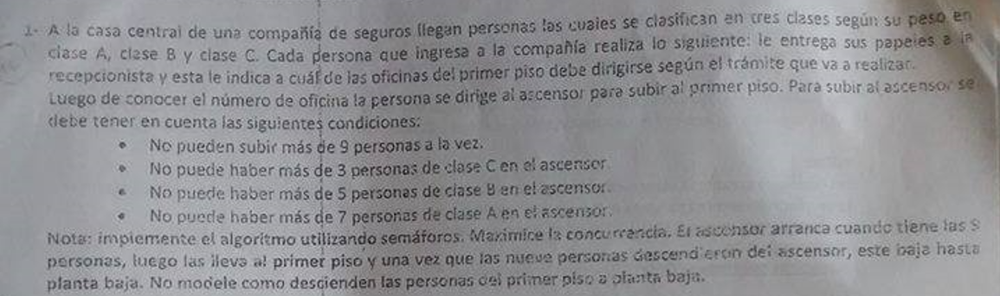 1- A la casa central de una compañía de seguros llegan personas las cuales se clasifican en tres clases según su peso en
clase A, clase B y clase C. Cada persona que ingresa a la compañía realiza lo siguiente: le entrega sus papeles a la
recepcionista y esta le indica a cuál de las oficinas del primer piso debe dirigirse según el trámite que va a realizar.
Luego de conocer el número de oficina la persona se dirige al ascensor para subir al primer piso. Para subir al ascensor se
debe tener en cuenta las siguientes condiciones:
• No pueden subir más de 9 personas a la vez.
• No puede haber más de 3 personas de clase C en el ascensor.
• No puede haber más de 5 personas de clase B en el ascensor.
• No puede haber más de 7 personas de clase A en el ascensor.
Nota: implemente el algoritmo utilizando semáforos. Maximice la concurrencia. El ascensor arranca cuando tiene las 9
personas, luego las lleva al primer piso y una vez que las nueve personas descendieron del ascensor, este baja hasta
planta baja. No modele como descienden las personas del primer piso a planta baja.